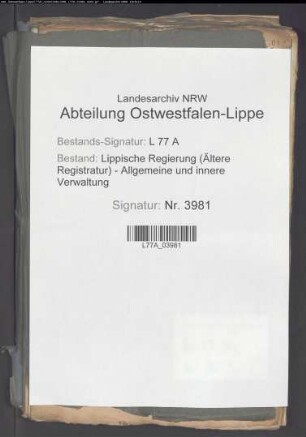 Landesarchiv NRW
Abteilung Ostwestfalen-Lippe
Bestands-Signatur: L 77 A
Bestand: Lippische Regierung (Ältere
Registratur) - Allgemeine und innere
Verwaltung
Signatur: Nr. 3981
L77A_03981